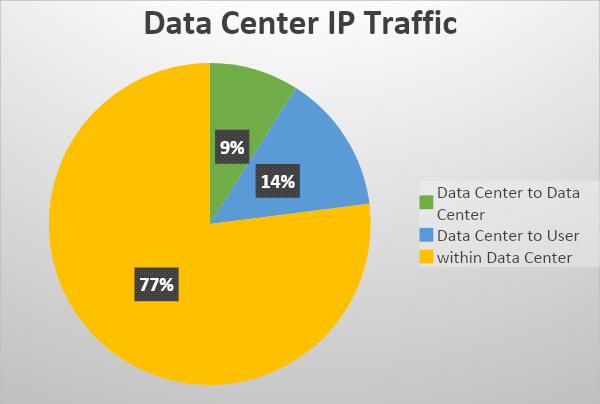 Data Center IP Traffic
9%
14%
77%
Data Center to Data
Center
Data Center to User
within Data Center